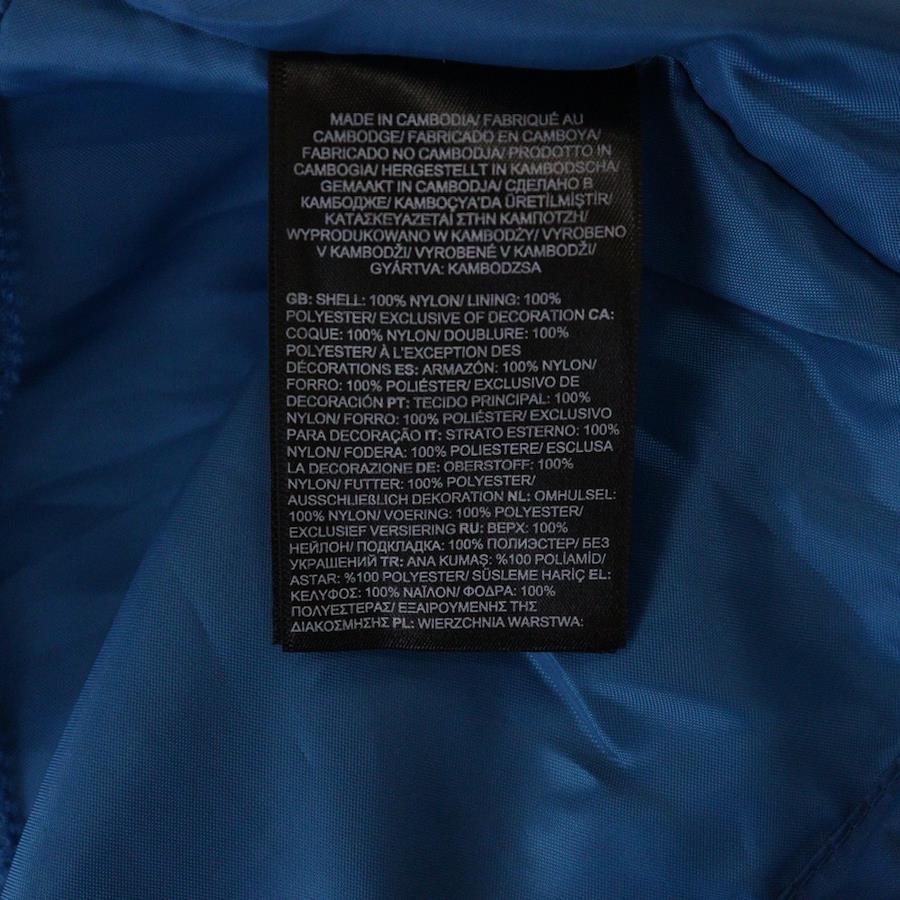 MADE IN CAMBODIA/ FABRIQUÉ AU
CAMBODGE/ FABRICADO EN CAMBOYA/
FABRICADO NO CAMBODJA/ PRODOTTO IN
CAMBOGIA/ HERGESTELLT IN KAMBODSCHA/
GEMAAKT IN CAMBODJA/ СДЕЛАНО В
КАМБОДЖЕ/ KAMBOÇYA'DA ÜRETİLMİŞTİR/
ΚΑΤΑΣΚΕΥΑΖΕΤΑΙ ΣΤΗΝ ΚΑΜΠΟΤΖΗ/
WYPRODUKOWANO W KAMBODŻY/ VYROBENO
V KAMBODŽI/ VYROBENÉ V KAMBODŽI/
GYÁRTVA: KAMBODZSA
GB: SHELL: 100% NYLON/ LINING: 100%
POLYESTER/ EXCLUSIVE OF DECORATION CA:
COQUE: 100% NYLON/ DOUBLURE: 100%
POLYESTER/ À L'EXCEPTION DES
DÉCORATIONS ES: ARMAZÓN: 100% NYLON/
FORRO: 100% POLIÉSTER/ EXCLUSIVO DE
DECORACIÓN PT: TECIDO PRINCIPAL: 100%
NYLON/ FORRO: 100% POLIÉSTER/ EXCLUSIVO
PARA DECORAÇÃO IT: STRATO ESTERNO: 100%
NYLON/ FODERA: 100% POLIESTERE/ ESCLUSA
LA DECORAZIONE DE: OBERSTOFF: 100%
NYLON/ FUTTER: 100% POLYESTER/
AUSSCHLIEßLICH DEKORATION NL: OMHULSEL:
100% NYLON/ VOERING: 100% POLYESTER/
EXCLUSIEF VERSIERING RU: ВЕРХ: 100%
НЕЙЛОН/ ПОДКЛАДКА: 100% ПОЛИЭСТЕР/ БЕЗ
УКРАШЕНИЙ TR: ANA KUMAŞ: %100 POLİAMİD/
ASTAR: %100 POLYESTER/ SÜSLEME HARİÇ EL:
ΚΕΛΥΦΟΣ: 100% ΝΑΪΛΟΝ/ ΦΟΔΡΑ: 100%
ΠΟΛΥΕΣΤΕΡΑΣ/ ΕΞΑΙΡΟΥΜΕΝΗΣ ΤΗΣ
ΔΙΑΚΟΣΜΗΣΗΣ PL: WIERZCHNIA WARSTWA: